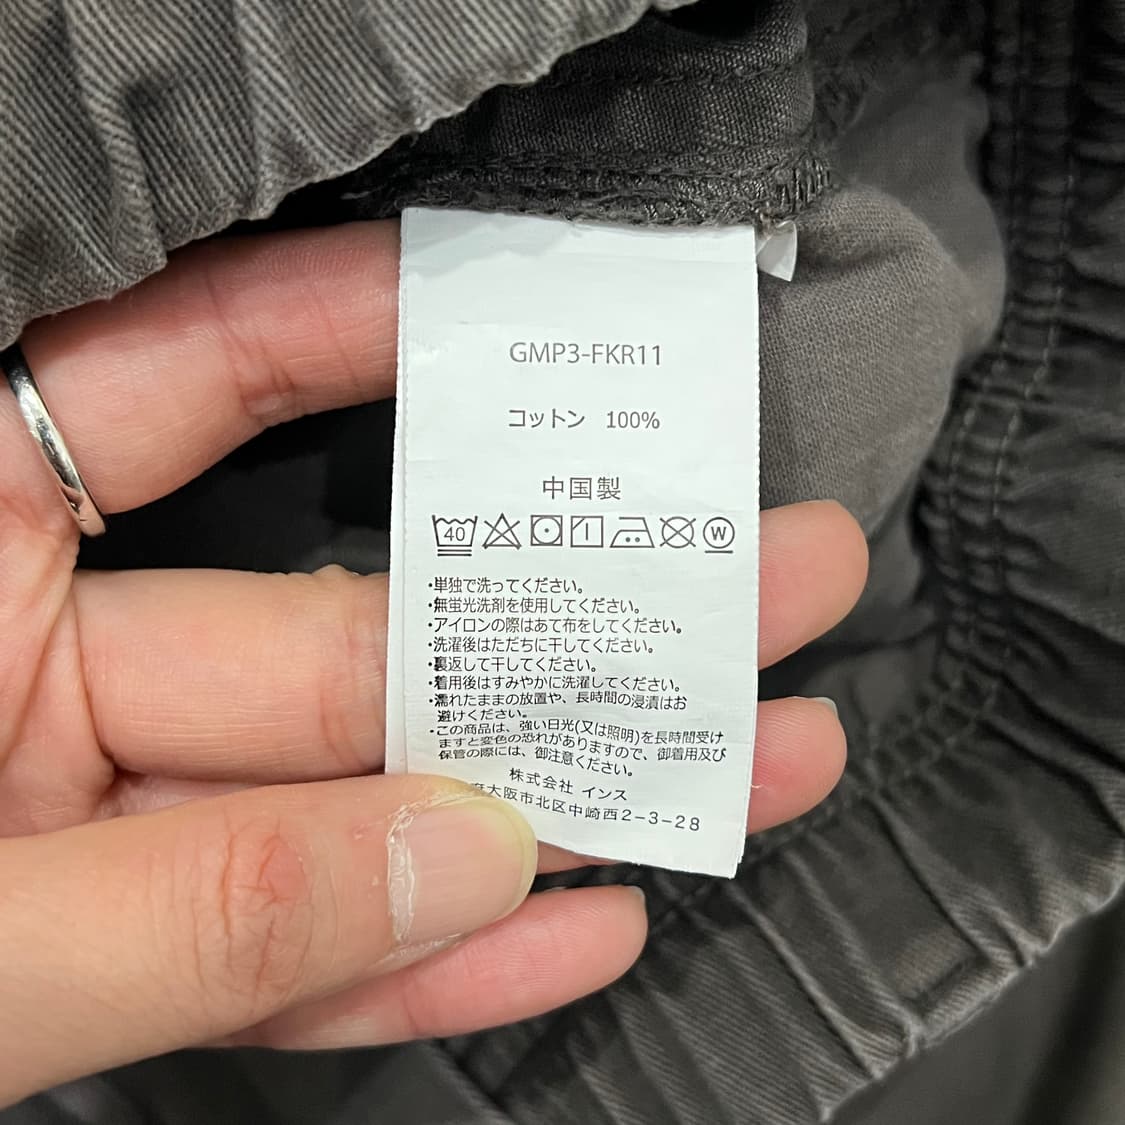 GMP3-FKR11
コットン 100%
中国製
40 W
・単独で洗ってください。
・無蛍光洗剤を使用してください。
・アイロンの際はあて布をしてください。
・洗濯後はただちに干してください。
・裏返して干してください。
・着用後はすみやかに洗濯してください。
・濡れたままの放置や、長時間の浸漬はお
避けください。
・この商品は、強い日光(又は照明)を長時間受け
ますと変色の恐れがありますので、御着用及び
保管の際には、御注意ください。
株式会社 インス
大阪市北区中崎西2-3-28